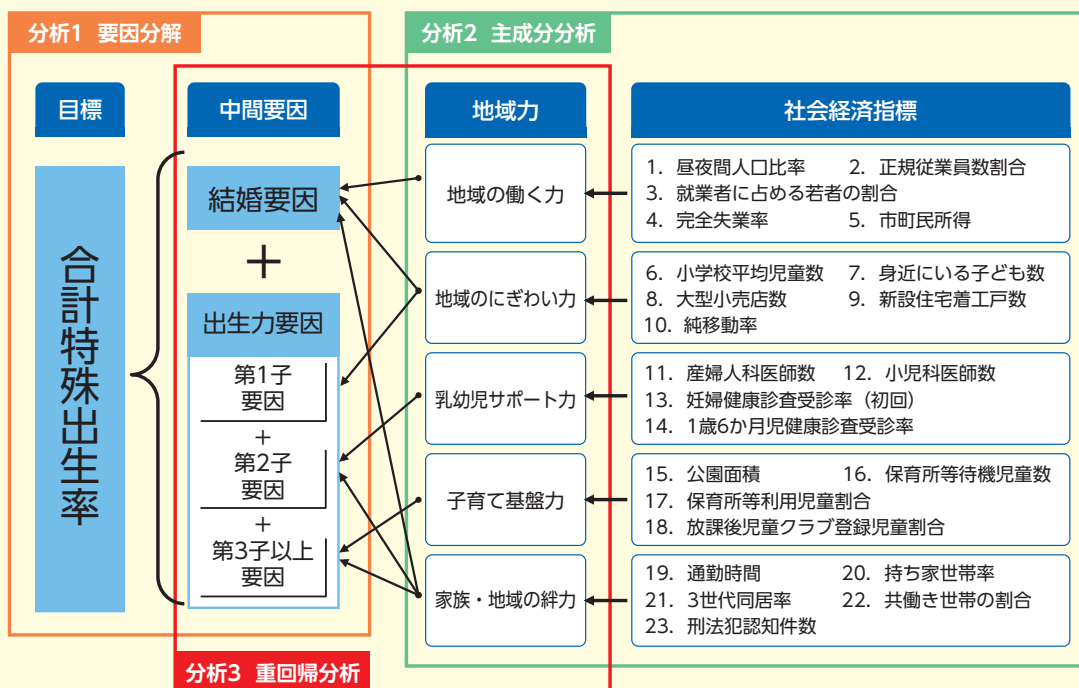 分析1 要因分解
分析2 主成分分析
目標
中間要因
地域力
社会経済指標
合計特殊出生率
結婚要因
＋
出生力要因
第1子
要因
＋
第2子
要因
＋
第3子以上
要因
地域の働く力
1. 昼夜間人口比率 2. 正規従業員数割合
3. 就業者に占める若者の割合
4. 完全失業率 5. 市町民所得
地域のにぎわい力
6. 小学校平均児童数 7. 身近にいる子ども数
8. 大型小売店数 9. 新設住宅着工戸数
10. 純移動率
乳幼児サポート力
11. 産婦人科医師数 12. 小児科医師数
13. 妊婦健康診査受診率（初回）
14. 1歳6か月児健康診査受診率
子育て基盤力
15. 公園面積 16. 保育所等待機児童数
17. 保育所等利用児童割合
18. 放課後児童クラブ登録児童割合
家族・地域の絆力
19. 通勤時間 20. 持ち家世帯率
21. 3世代同居率 22. 共働き世帯の割合
23. 刑法犯認知件数
分析3 重回帰分析